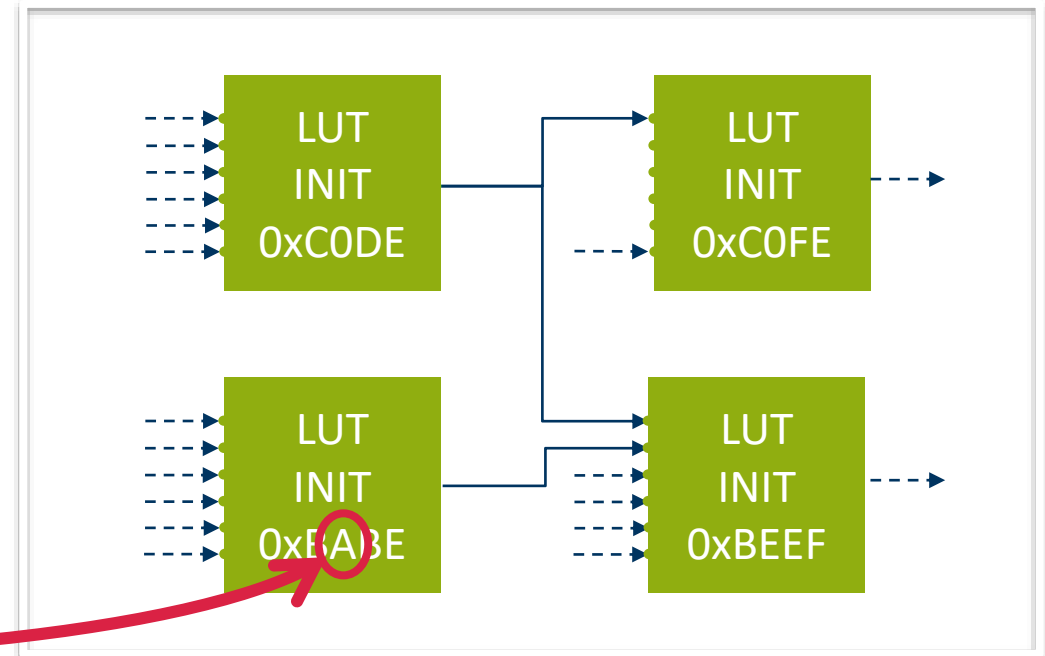 LUT
INIT
0xC0DE
LUT
INIT
0xC0FE
LUT
INIT
0xBABE
LUT
INIT
0xBEEF